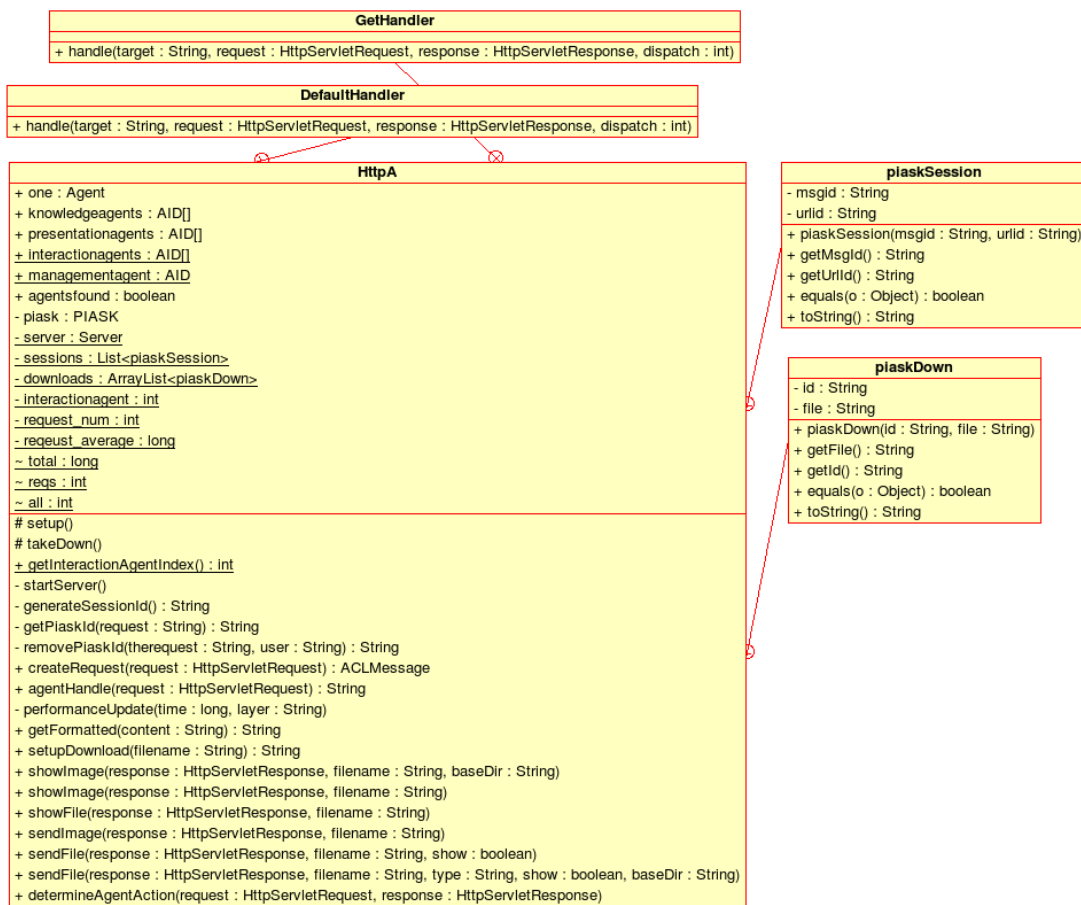 GetHandler
+ handle(target : String, request : HttpServletRequest, response : HttpServletResponse, dispatch : int)
DefaultHandler
+ handle(target : String, request : HttpServletRequest, response : HttpServletResponse, dispatch : int)
HttpA
+ one : Agent
+ knowledgeagents : AID[]
+ presentationagents : AID[]
+ interactionagents : AID[]
+ managementagent : AID
+ agentsfound : boolean
- piask : PIASK
- server : Server
- sessions : List<piaskSession>
- downloads : ArrayList<piaskDown>
- interactionagent : int
- request_num : int
- reqeust_average : long
~ total : long
~ reqs : int
~ all : int
# setup()
# takeDown()
+ getInteractionAgentIndex() : int
- startServer()
- generateSessionId() : String
- getPiaskId(request : String) : String
- removePiaskId(therequest : String, user : String) : String
+ createRequest(request : HttpServletRequest) : ACLMessage
+ agentHandle(request : HttpServletRequest) : String
- performanceUpdate(time : long, layer : String)
+ getFormatted(content : String) : String
+ setupDownload(filename : String) : String
+ showImage(response : HttpServletResponse, filename : String, baseDir : String)
+ showImage(response : HttpServletResponse, filename : String)
+ showFile(response : HttpServletResponse, filename : String)
+ sendImage(response : HttpServletResponse, filename : String)
+ sendFile(response : HttpServletResponse, filename : String, show : boolean)
+ sendFile(response : HttpServletResponse, filename : String, type : String, show : boolean, baseDir : String)
+ determineAgentAction(request : HttpServletRequest, response : HttpServletResponse)
piaskSession
- msgid : String
- urlid : String
+ piaskSession(msgid : String, urlid : String)
+ getMsgId() : String
+ getUrlId() : String
+ equals(o : Object) : boolean
+ toString() : String
piaskDown
- id : String
- file : String
+ piaskDown(id : String, file : String)
+ getFile() : String
+ getId() : String
+ equals(o : Object) : boolean
+ toString() : String